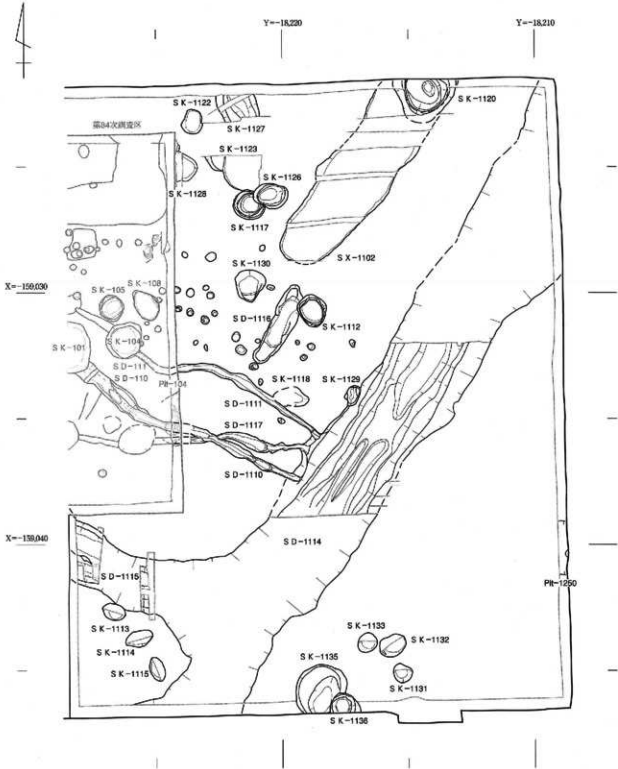 Y=-18,220
Y=-18,210
SK-1122
SK-1120
第84次調査区
SK-1127
SK-1123
SK-1126
SK-1128
SK-1117
SX-1102
SK-1130
X=-159,030
SK-105
SK-108
SD-1116
SK-1112
SK-104
SK-101
SD-111
SD-110
Pit-104
SK-1118
SK-1129
SD-1111
SD-1117
SD-1110
X=-159,040
SD-1114
SD-1115
Pit-1250
SK-1113
SK-1133
SK-1114
SK-1132
SK-1135
SK-1115
SK-1131
SK-1136